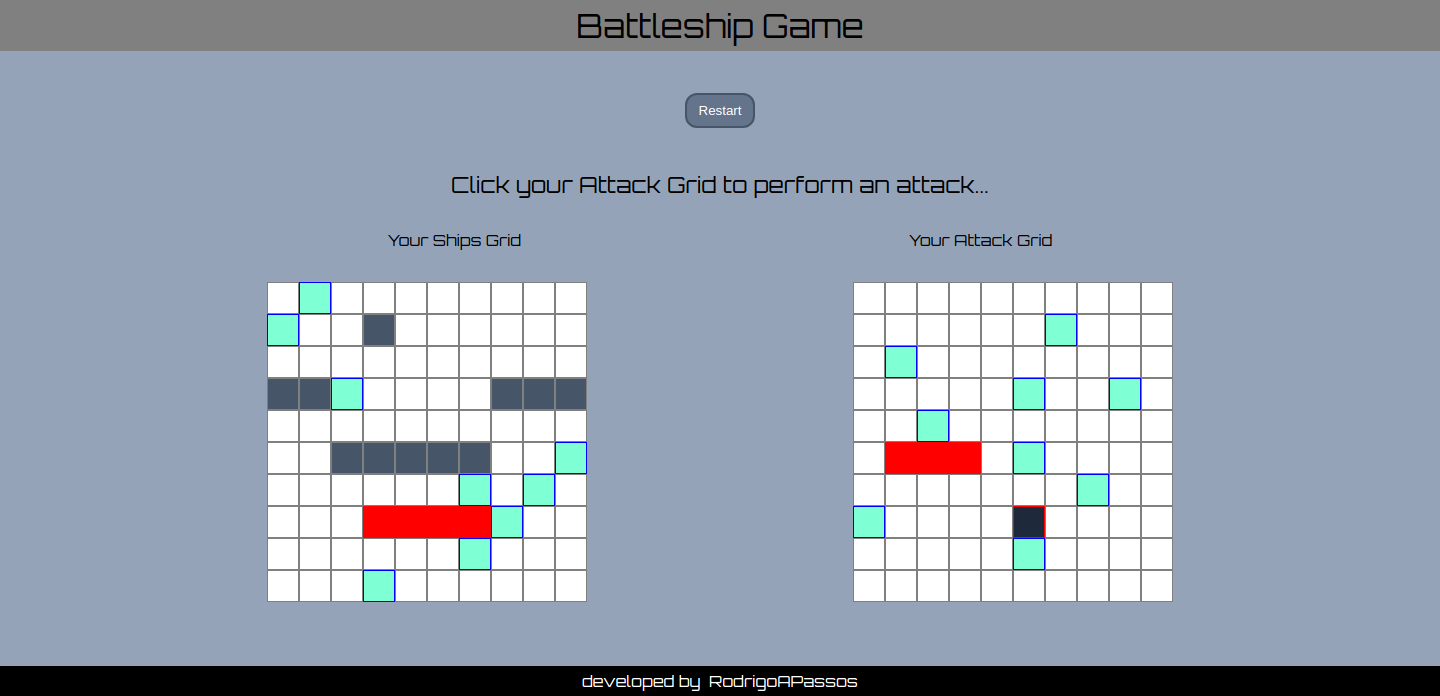 Battleship Game
Restart
Click your Attack Grid to perform an attack...
Your Ships Grid
Your Attack Grid
developed by RodrigoAPassos